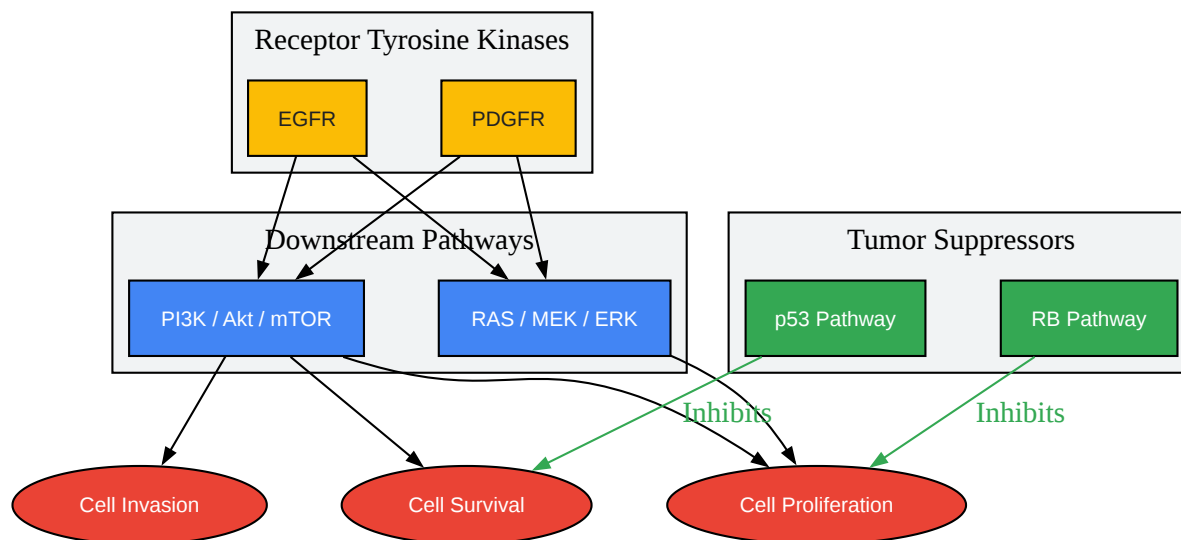 Receptor Tyrosine Kinases
EGFR
PDGFR
Downstream Pathways
Tumor Suppressors
PI3K / Akt / mTOR
RAS / MEK / ERK
p53 Pathway
RB Pathway
Inhibits
Inhibits
Cell Invasion
Cell Survival
Cell Proliferation